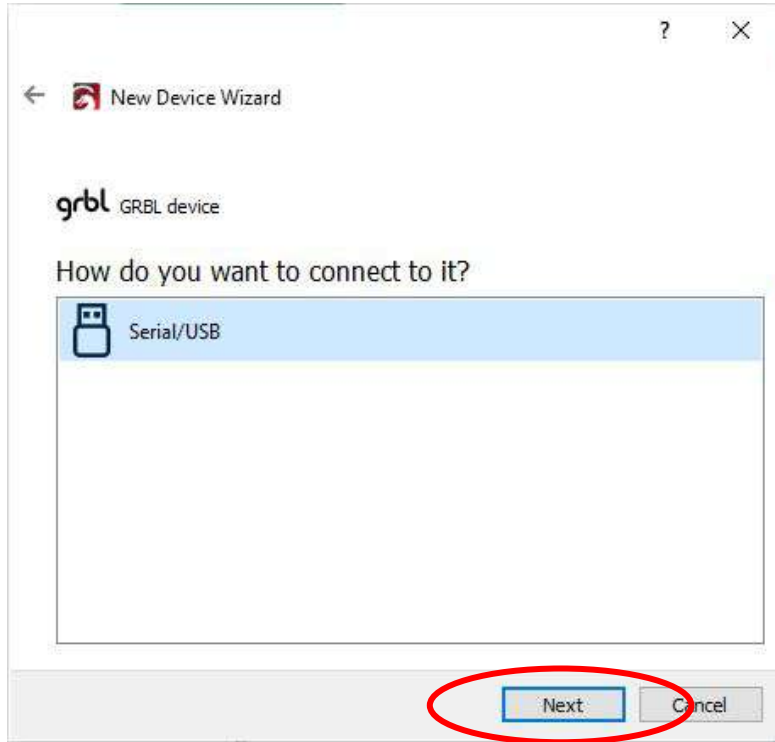 ?
New Device Wizard
grbl GRBL device
How do you want to connect to it?
Serial/USB
Next Cancel